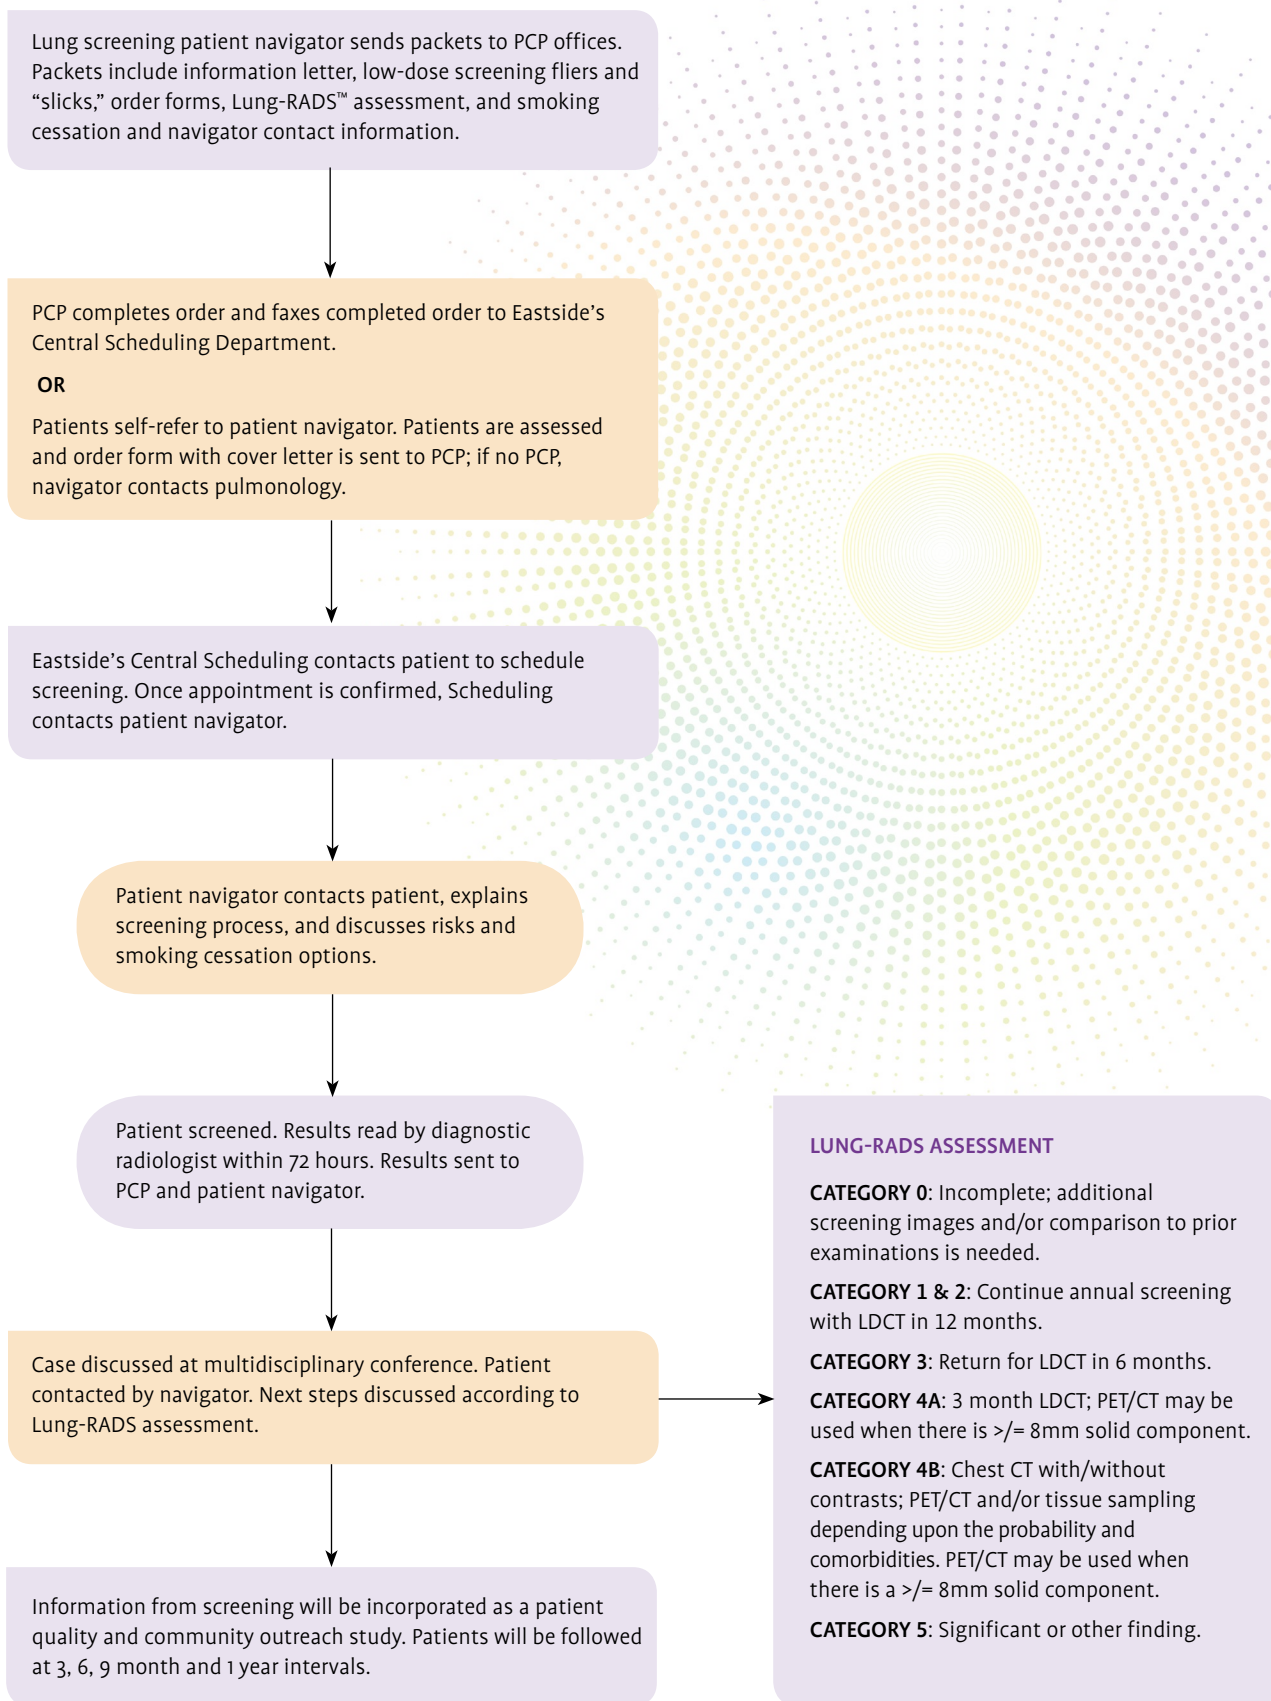 Lung screening patient navigator sends packets to PCP offices.
Packets include information letter, low-dose screening fliers and
“slicks,” order forms, Lung-RADS™ assessment, and smoking
cessation and navigator contact information.
PCP completes order and faxes completed order to Eastside’s
Central Scheduling Department.
OR
Patients self-refer to patient navigator. Patients are assessed
and order form with cover letter is sent to PCP; if no PCP,
navigator contacts pulmonology.
Eastside’s Central Scheduling contacts patient to schedule
screening. Once appointment is confirmed, Scheduling
contacts patient navigator.
Patient navigator contacts patient, explains
screening process, and discusses risks and
smoking cessation options.
Patient screened. Results read by diagnostic
radiologist within 72 hours. Results sent to
PCP and patient navigator.
Case discussed at multidisciplinary conference. Patient
contacted by navigator. Next steps discussed according to
Lung-RADS assessment.
Information from screening will be incorporated as a patient
quality and community outreach study. Patients will be followed
at 3, 6, 9 month and 1 year intervals.
LUNG-RADS ASSESSMENT
CATEGORY 0: Incomplete; additional
screening images and/or comparison to prior
examinations is needed.
CATEGORY 1 & 2: Continue annual screening
with LDCT in 12 months.
CATEGORY 3: Return for LDCT in 6 months.
CATEGORY 4A: 3 month LDCT; PET/CT may be
used when there is >/= 8mm solid component.
CATEGORY 4B: Chest CT with/without
contrasts; PET/CT and/or tissue sampling
depending upon the probability and
comorbidities. PET/CT may be used when
there is a >/= 8mm solid component.
CATEGORY 5: Significant or other finding.